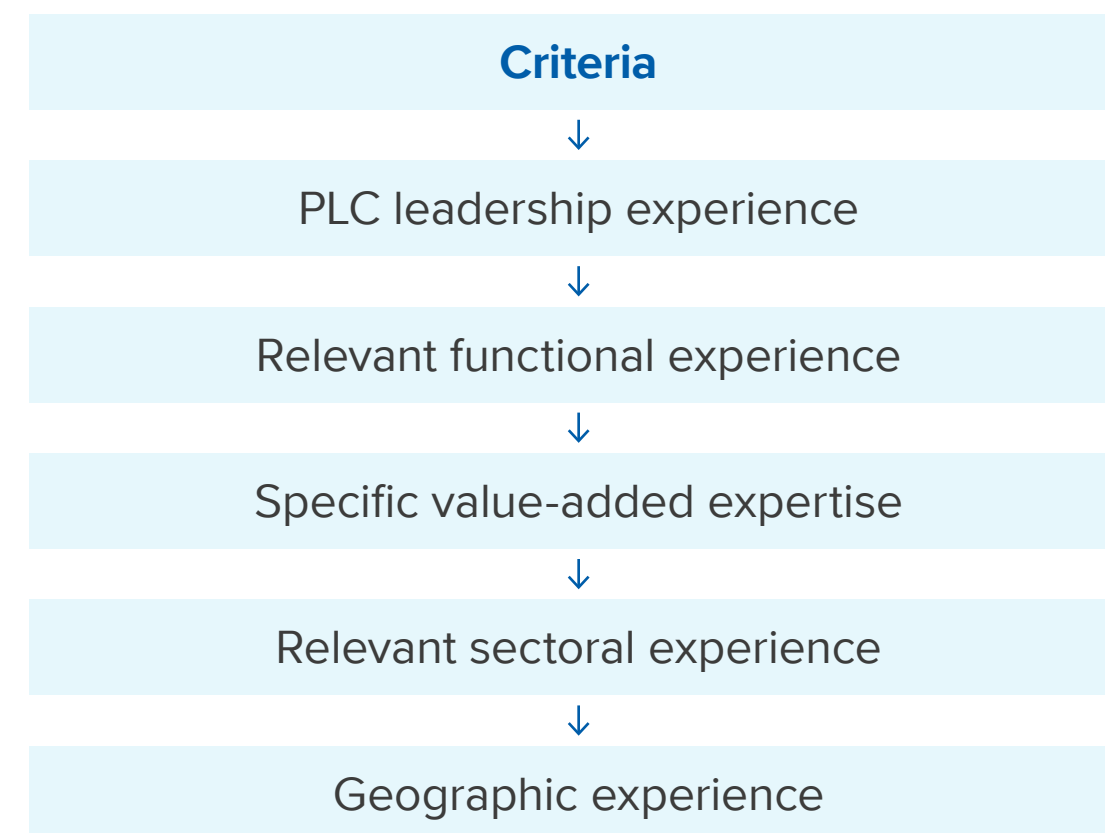 Criteria
↓
PLC leadership experience
↓
Relevant functional experience
↓
Specific value-added expertise
↓
Relevant sectoral experience
↓
Geographic experience